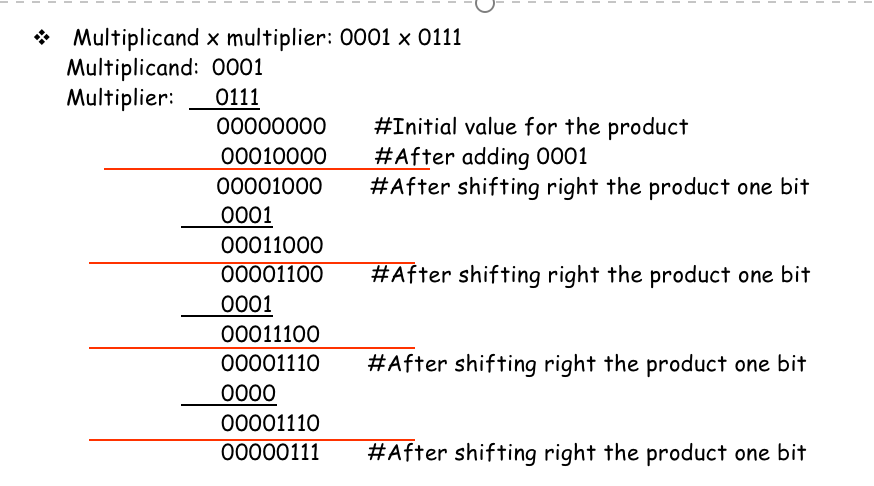 ❖ Multiplicand x multiplier: 0001 x 0111
Multiplicand: 0001
Multiplier: 0111
00000000 #Initial value for the product
00010000 #After adding 0001
00001000 #After shifting right the product one bit
0001
00011000
00001100 #After shifting right the product one bit
0001
00011100
00001110 #After shifting right the product one bit
0000
00001110
00000111 #After shifting right the product one bit